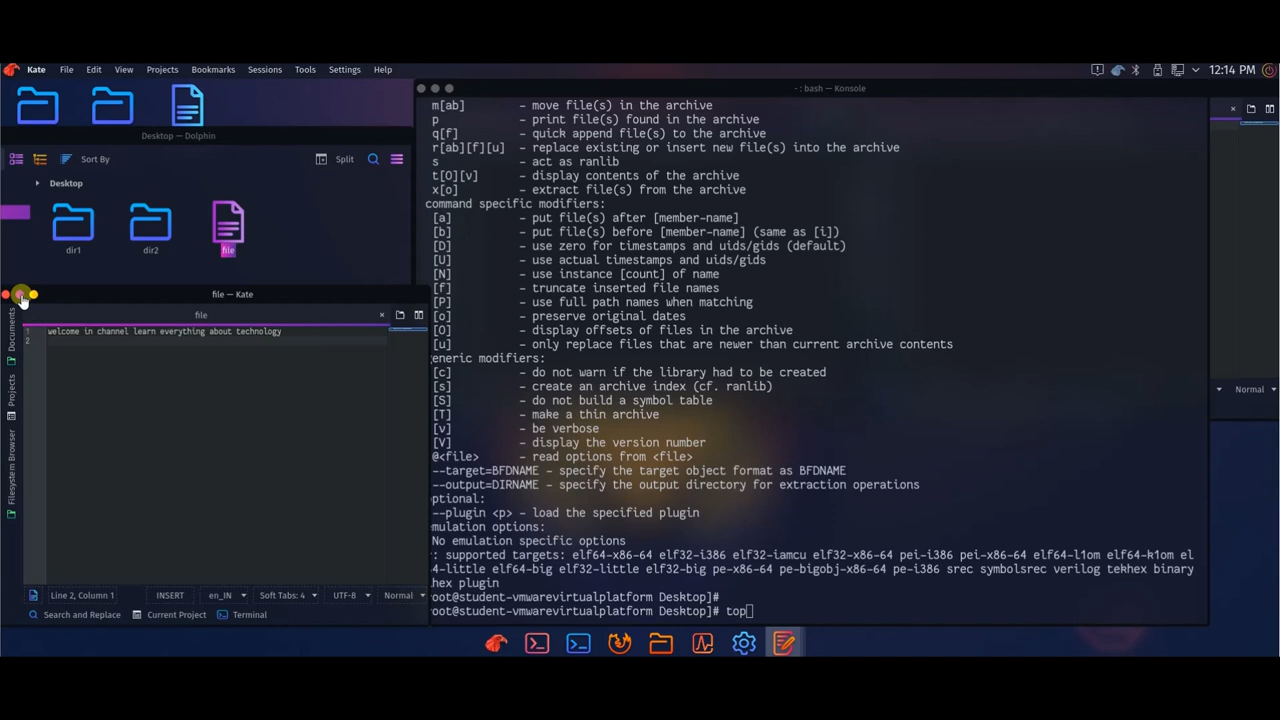 Kate File Edit View Projects Bookmarks Sessions Tools Settings Help 12:14 PM
Desktop — Dolphin
Sort By Split
Desktop
dir1 dir2 file
file — Kate
file
1 welcome in channel learn everything about technology
2
Documents
Projects
Filesystem Browser
Line 2, Column 1 INSERT en_IN Soft Tabs: 4 UTF-8 Normal
Search and Replace Current Project Terminal
- : bash — Konsole
m[ab] - move file(s) in the archive
p - print file(s) found in the archive
q[f] - quick append file(s) to the archive
r[ab][f][u] - replace existing or insert new file(s) into the archive
s - act as ranlib
t[O][v] - display contents of the archive
x[o] - extract file(s) from the archive
command specific modifiers:
[a] - put file(s) after [member-name]
[b] - put file(s) before [member-name] (same as [i])
[D] - use zero for timestamps and uids/gids (default)
[U] - use actual timestamps and uids/gids
[N] - use instance [count] of name
[f] - truncate inserted file names
[P] - use full path names when matching
[o] - preserve original dates
[O] - display offsets of files in the archive
[u] - only replace files that are newer than current archive contents
generic modifiers:
[c] - do not warn if the library had to be created
[s] - create an archive index (cf. ranlib)
[S] - do not build a symbol table
[T] - make a thin archive
[v] - be verbose
[V] - display the version number
@<file> - read options from <file>
--target=BFDNAME - specify the target object format as BFDNAME
--output=DIRNAME - specify the output directory for extraction operations
optional:
--plugin <p> - load the specified plugin
emulation options:
No emulation specific options
: supported targets: elf64-x86-64 elf32-i386 elf32-iamcu elf32-x86-64 pei-i386 pei-x86-64 elf64-l1om elf64-k1om el
4-little elf64-big elf32-little elf32-big pe-x86-64 pe-bigobj-x86-64 pe-i386 srec symbolsrec verilog tekhex binary
hex plugin
root@student-vmwarevirtualplatform Desktop]#
root@student-vmwarevirtualplatform Desktop]# top
Normal